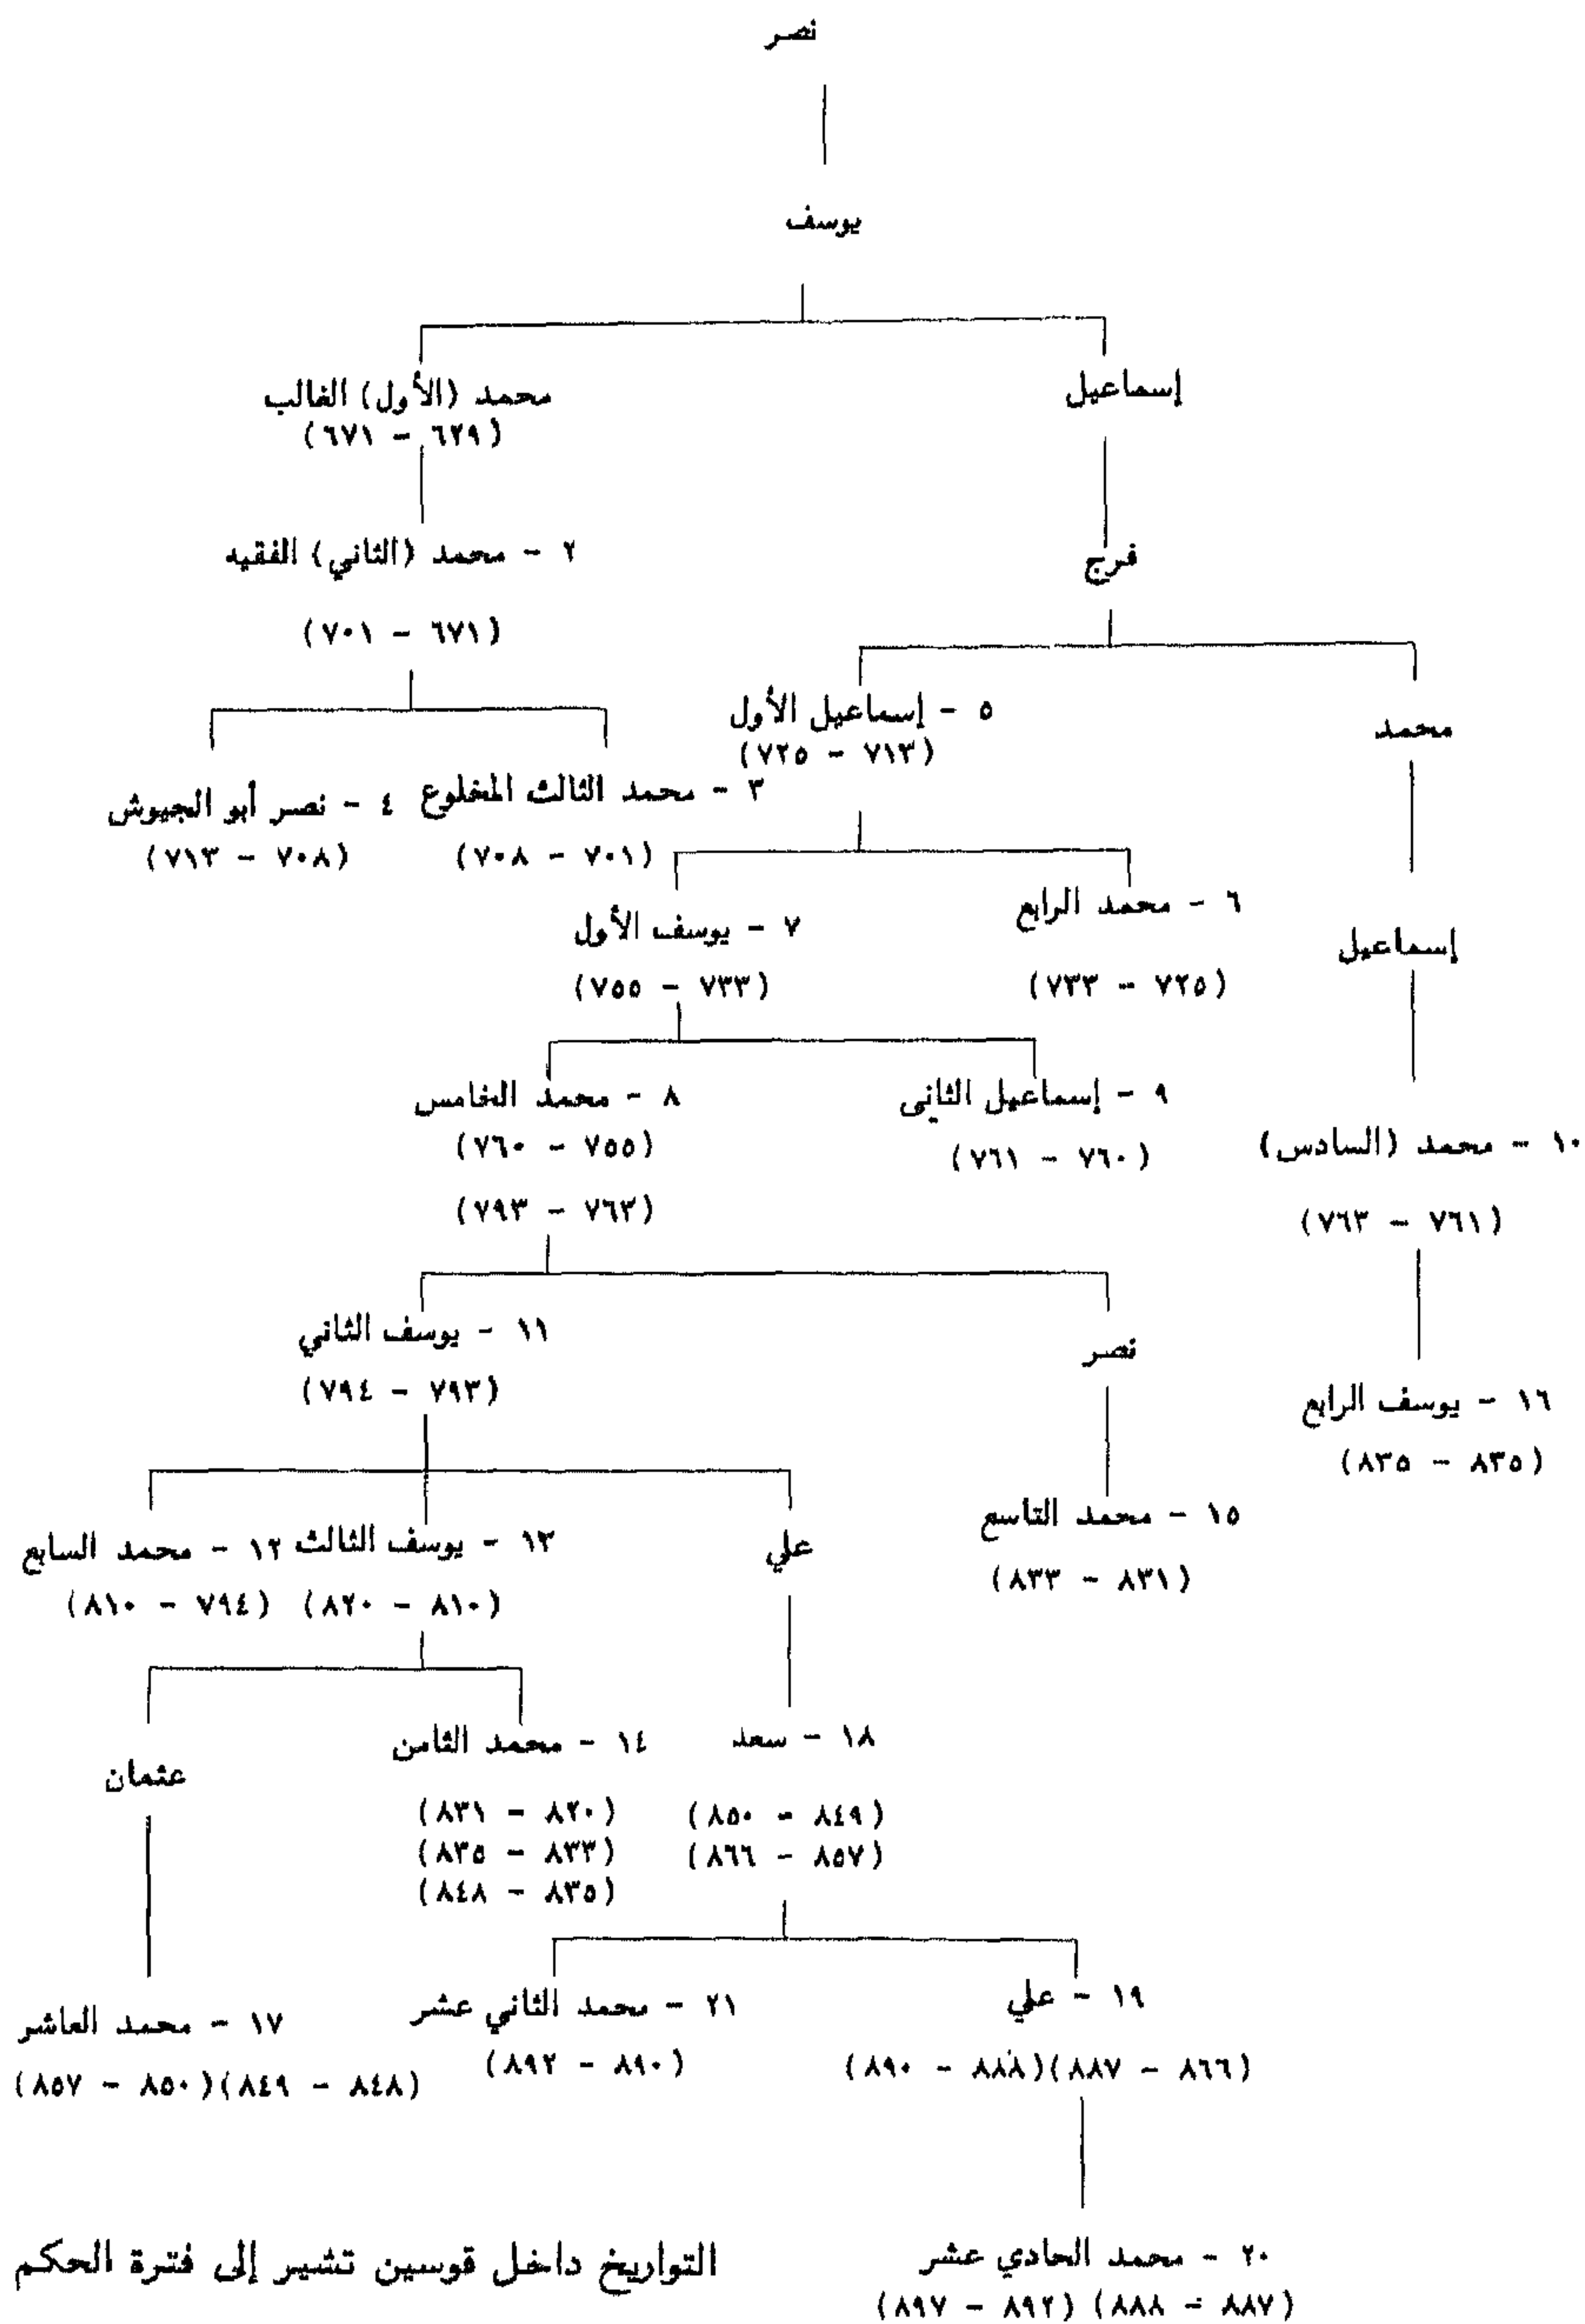 نصر
يوسف
إسماعيل
محمد (الأول) الغالب
(٦٢٩ - ٦٧١)
فرج
٢ - محمد (الثاني) الفقيه
(٦٧١ - ٧٠١)
محمد
٥ - إسماعيل الأول
(٧١٣ - ٧٢٥)
٣ - محمد الثالث المخلوع
(٧٠١ - ٧٠٨)
٤ - نصر أبو الجيوش
(٧٠٨ - ٧١٣)
إسماعيل
٦ - محمد الرابع
(٧٢٥ - ٧٣٣)
٧ - يوسف الأول
(٧٣٣ - ٧٥٥)
١٠ - محمد (السادس)
(٧٦١ - ٧٦٣)
٩ - إسماعيل الثانى
(٧٦٠ - ٧٦١)
٨ - محمد الخامس
(٧٥٥ - ٧٦٠)
(٧٦٣ - ٧٩٣)
١٦ - يوسف الرابع
(٨٣٥ - ٨٣٥)
نصر
١١ - يوسف الثاني
(٧٩٣ - ٧٩٤)
١٥ - محمد التاسع
(٨٣١ - ٨٣٣)
علي
١٣ - يوسف الثالث
(٨١٠ - ٨٢٠)
١٢ - محمد السابع
(٧٩٤ - ٨١٠)
١٨ - سعد
(٨٤٩ - ٨٥٠)
(٨٥٧ - ٨٦٦)
١٤ - محمد الثامن
(٨٢٠ - ٨٣١)
(٨٣٣ - ٨٣٥)
(٨٣٥ - ٨٤٨)
عثمان
١٩ - علي
(٨٦٦ - ٨٨٧)(٨٨٨ - ٨٩٠)
٢١ - محمد الثاني عشر
(٨٩٠ - ٨٩٢)
١٧ - محمد العاشر
(٨٤٨ - ٨٤٩)(٨٥٠ - ٨٥٧)
٢٠ - محمد الحادي عشر
(٨٨٧ - ٨٨٨) (٨٩٢ - ٨٩٧)
التواريخ داخل قوسين تشير إلى فترة الحكم